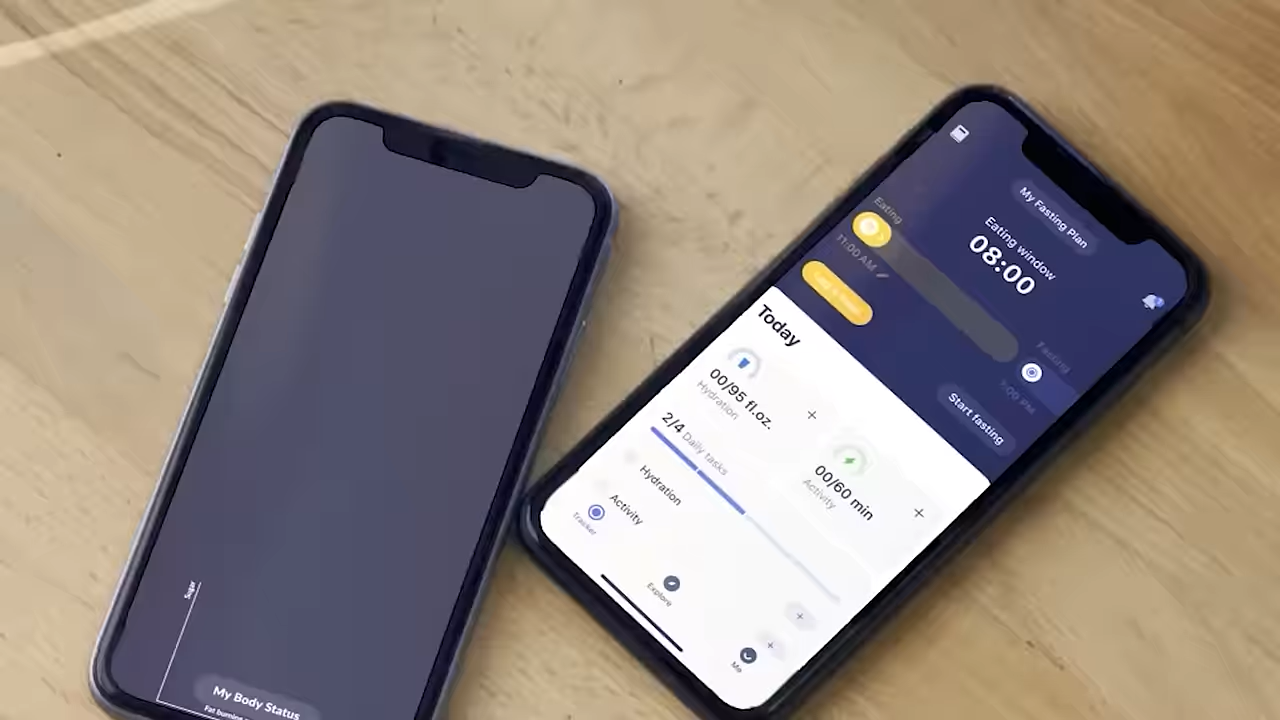 Sugar
My Body Status
Fat burning
My Fasting Plan
Eating window
08:00
Eating
11:00 AM
Fasting
7:00 PM
Start fasting
Today
00/95 fl.oz.
Hydration
+
00/60 min
Activity
+
2/4 Daily tasks
Hydration
+
Activity
+
Tracker
Explore
Me